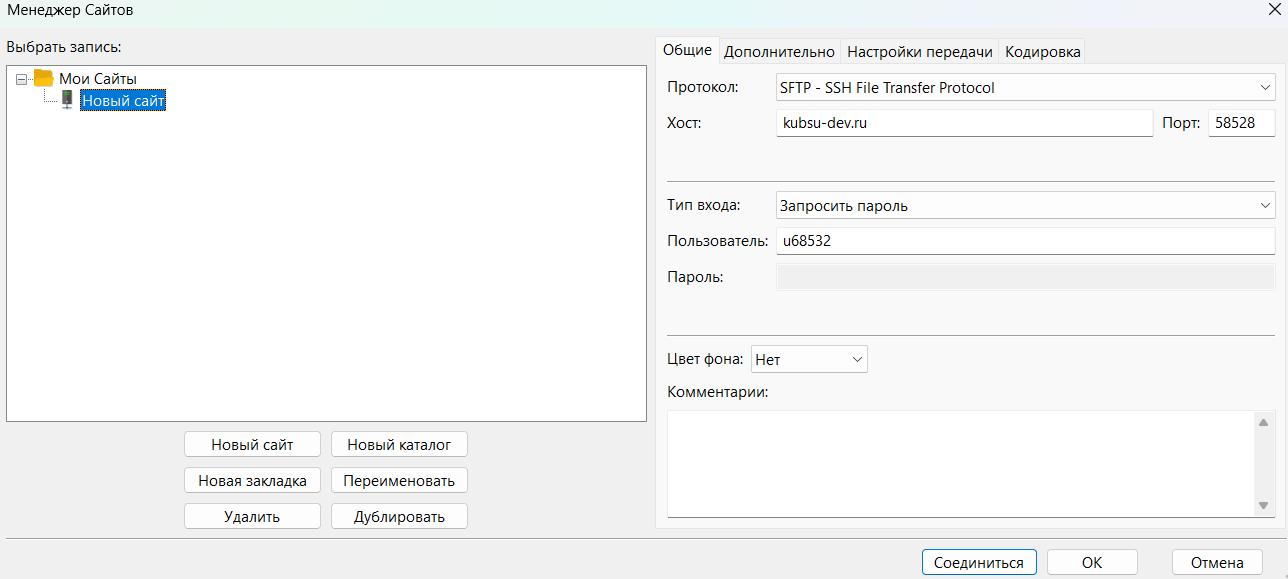 Менеджер Сайтов
Выбрать запись:
Мои Сайты
Новый сайт
Новый сайт
Новый каталог
Новая закладка
Переименовать
Удалить
Дублировать
Общие
Дополнительно
Настройки передачи
Кодировка
Протокол:
SFTP - SSH File Transfer Protocol
Хост:
kubsu-dev.ru
Порт:
58528
Тип входа:
Запросить пароль
Пользователь:
u68532
Пароль:
Цвет фона:
Нет
Комментарии:
Соединиться
OK
Отмена